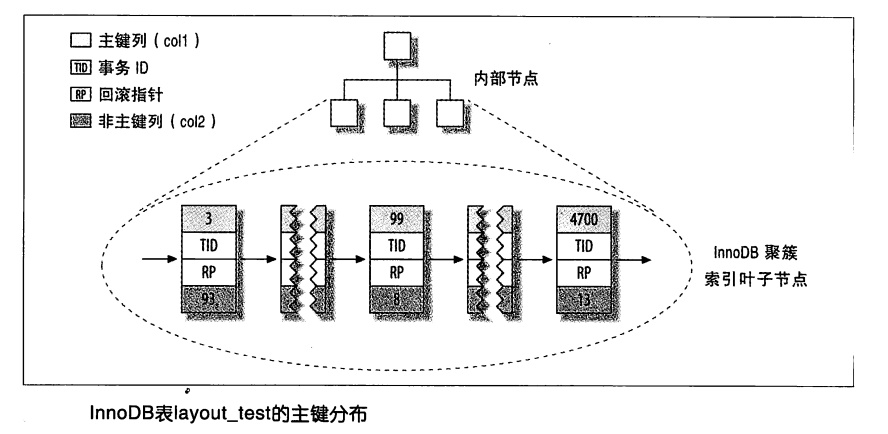 主键列（col1）
TID 事务 ID
RP 回滚指针
非主键列（col2）
内部节点
3
99
4700
TID
TID
TID
RP
RP
RP
93
8
13
InnoDB 聚簇
索引叶子节点
InnoDB表layout_test的主键分布